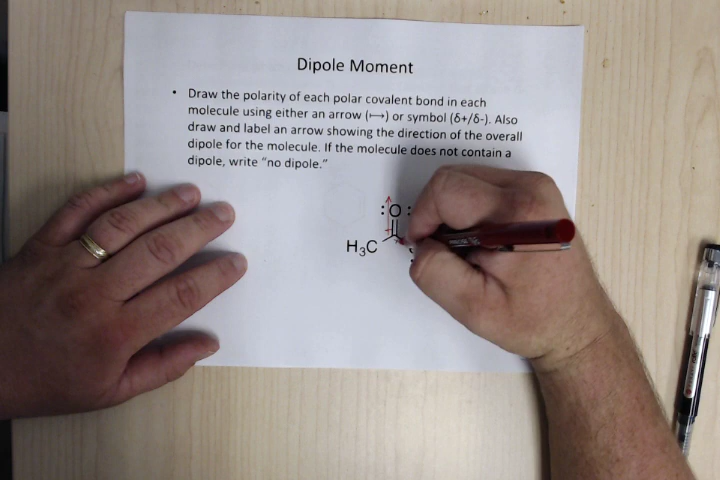 Dipole Moment
• Draw the polarity of each polar covalent bond in each
molecule using either an arrow (↦) or symbol (δ+/δ-). Also
draw and label an arrow showing the direction of the overall
dipole for the molecule. If the molecule does not contain a
dipole, write “no dipole.”
:O:
H₃C